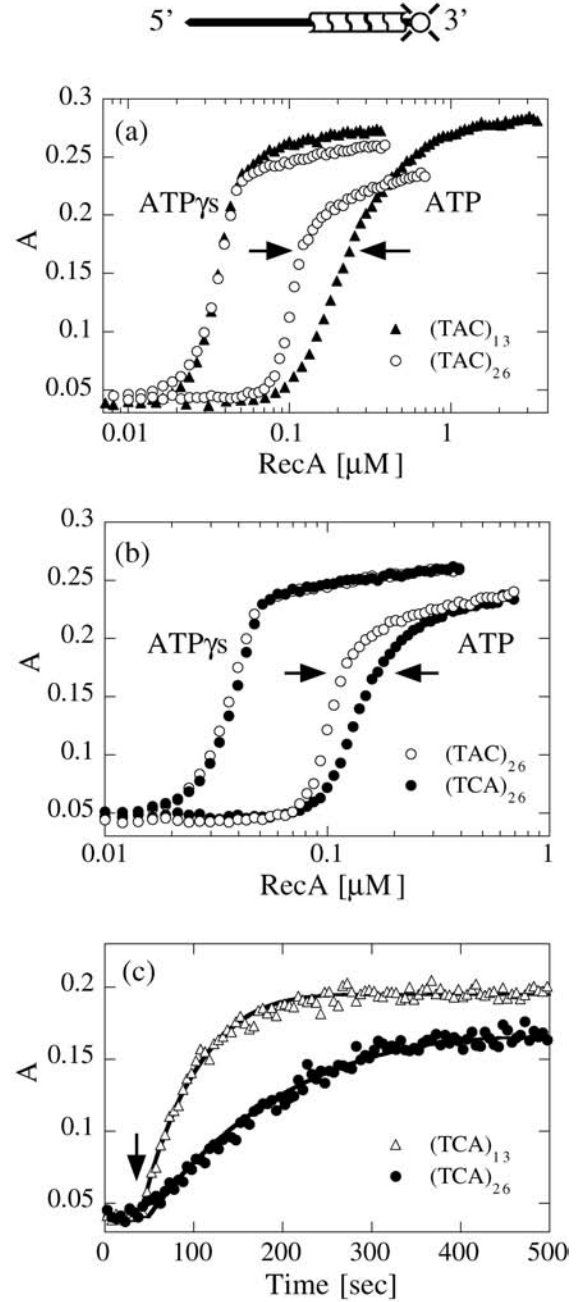 5’ 3’
(a)
0.3
0.25
0.2
0.15
0.1
0.05
A
ATPγs
ATP
▲ (TAC)₁₃
○ (TAC)₂₆
0.01 0.1 1
RecA [μM]
(b)
0.3
0.25
0.2
0.15
0.1
0.05
A
ATPγs
ATP
○ (TAC)₂₆
● (TCA)₂₆
0.01 0.1 1
RecA [μM]
(c)
0.2
0.15
0.1
0.05
A
△ (TCA)₁₃
● (TCA)₂₆
0 100 200 300 400 500
Time [sec]